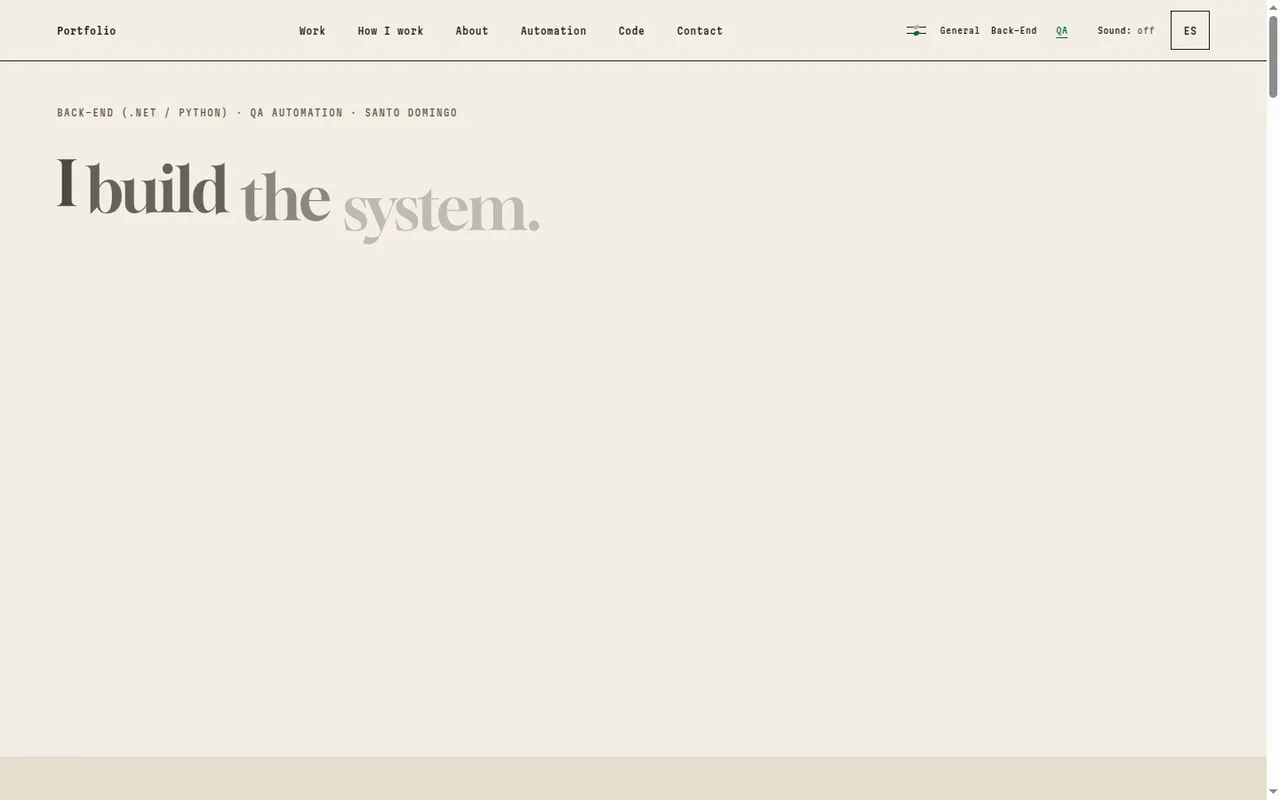 Portfolio Work How I work About Automation Code Contact General Back-End QA Sound: off ES
BACK-END (.NET / PYTHON) · QA AUTOMATION · SANTO DOMINGO
I build the system.